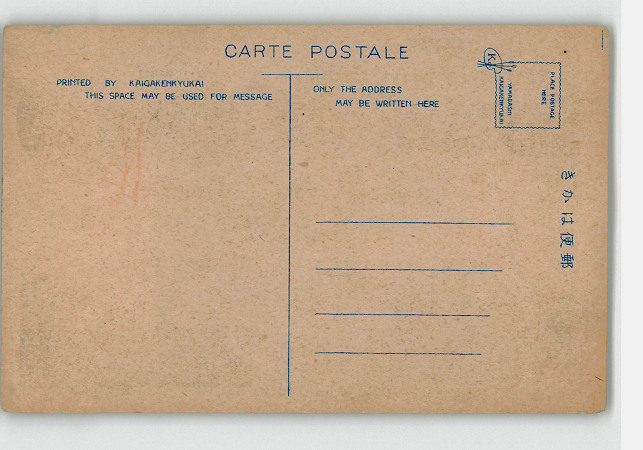 CARTE POSTALE
PRINTED BY KAIGAKENKYUKAI
THIS SPACE MAY BE USED FOR MESSAGE
ONLY THE ADDRESS
MAY BE WRITTEN HERE
K
PLACE POSTAGE
HERE
YAMABASHI
KAIGAKENKYUKAI
きかは便郵